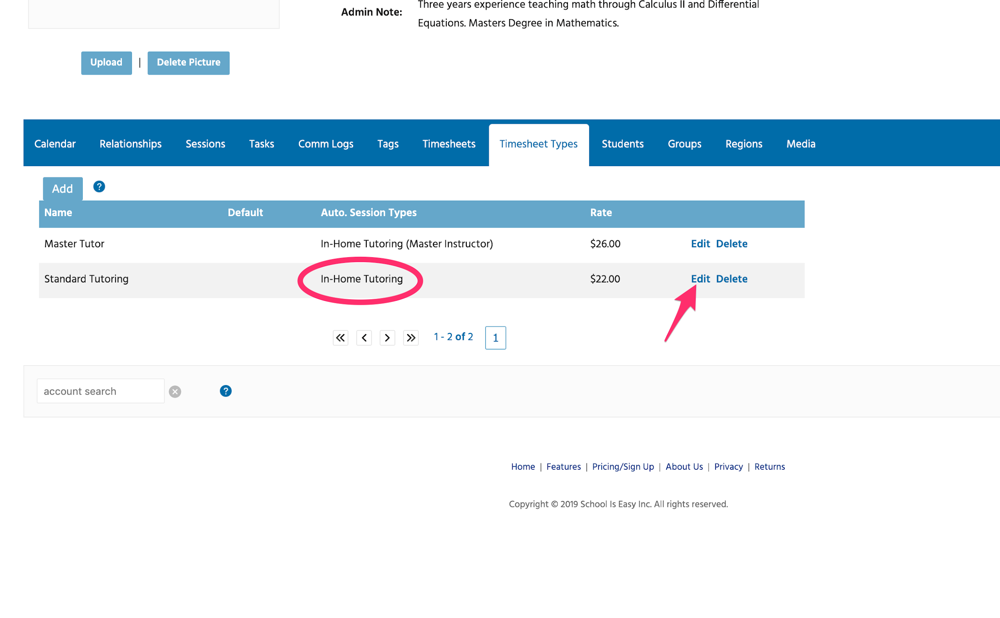 Three years experience teaching math through Calculus II and Differential
Admin Note:
Equations. Masters Degree in Mathematics.
Upload | Delete Picture
Calendar Relationships Sessions Tasks Comm Logs Tags Timesheets Timesheet Types Students Groups Regions Media
Add ?
Name Default Auto. Session Types Rate
Master Tutor In-Home Tutoring (Master Instructor) $26.00 Edit Delete
Standard Tutoring In-Home Tutoring $22.00 Edit Delete
1 - 2 of 2 1
account search ?
Home | Features | Pricing/Sign Up | About Us | Privacy | Returns
Copyright © 2019 School Is Easy Inc. All rights reserved.